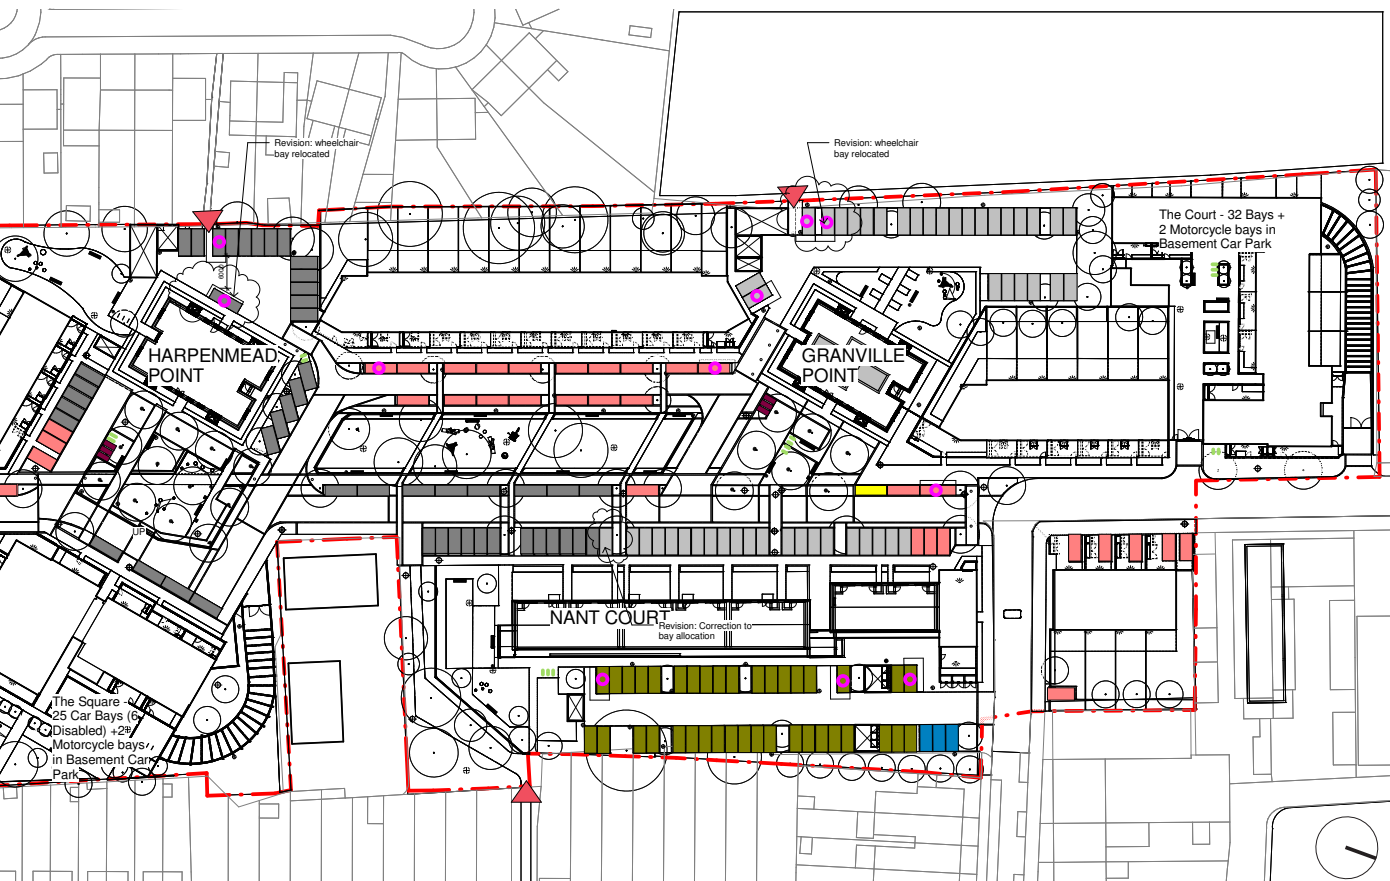 Revision: wheelchair
bay relocated
Revision: wheelchair
bay relocated
The Court - 32 Bays +
2 Motorcycle bays in
Basement Car Park
HARPENMEAD
POINT
GRANVILLE
POINT
UP
NANT COURT
Revision: Correction to
bay allocation
The Square -
25 Car Bays (6
Disabled) +2
Motorcycle bays
in Basement Car
Park